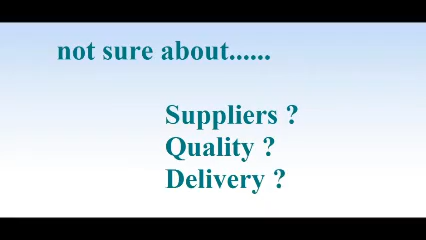 not sure about......
Suppliers ?
Quality ?
Delivery ?